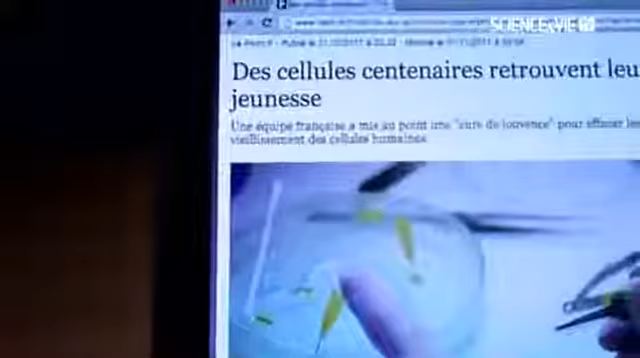 SCIENCE&VIE TV
Des cellules centenaires retrouvent leu
jeunesse
Une équipe française a mis au point une "cure de jouvence" pour effacer le
vieillissement des cellules humaines